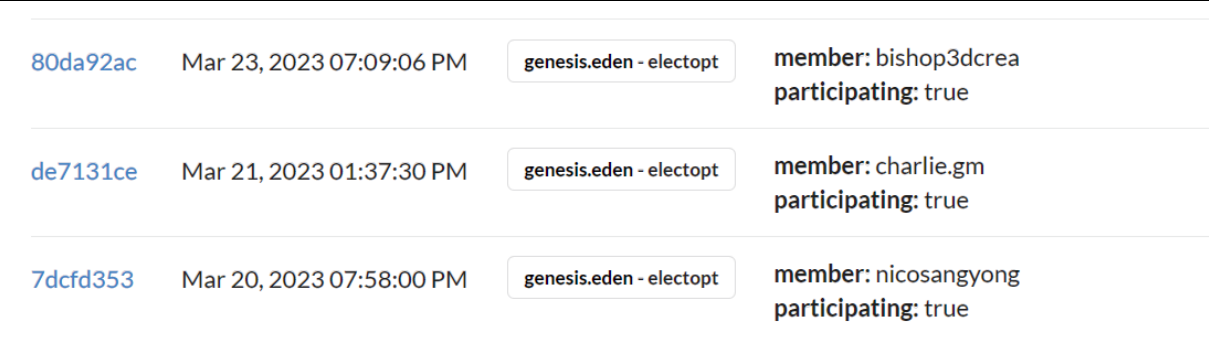 80da92ac Mar 23, 2023 07:09:06 PM genesis.eden - electopt member: bishop3dcrea
participating: true
de7131ce Mar 21, 2023 01:37:30 PM genesis.eden - electopt member: charlie.gm
participating: true
7dcfd353 Mar 20, 2023 07:58:00 PM genesis.eden - electopt member: nicosangyong
participating: true